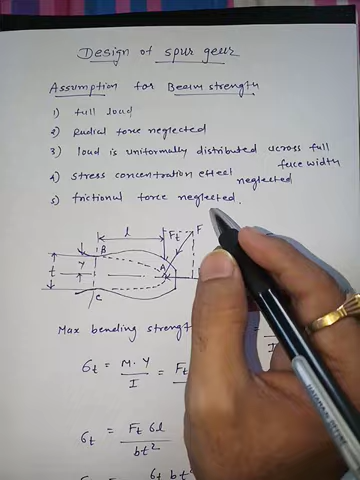 Design of spur gear
Assumption for Beam strength
1) full load
2) Radial force neglected
3) load is uniformly distributed across full
face width
4) stress concentration effect
neglected
5) frictional force neglected.
l
Ft
F
B
A
t
y
C
Max bending strength
=
I
σt = M. y / I = Ft
σt = Ft 6l / bt²